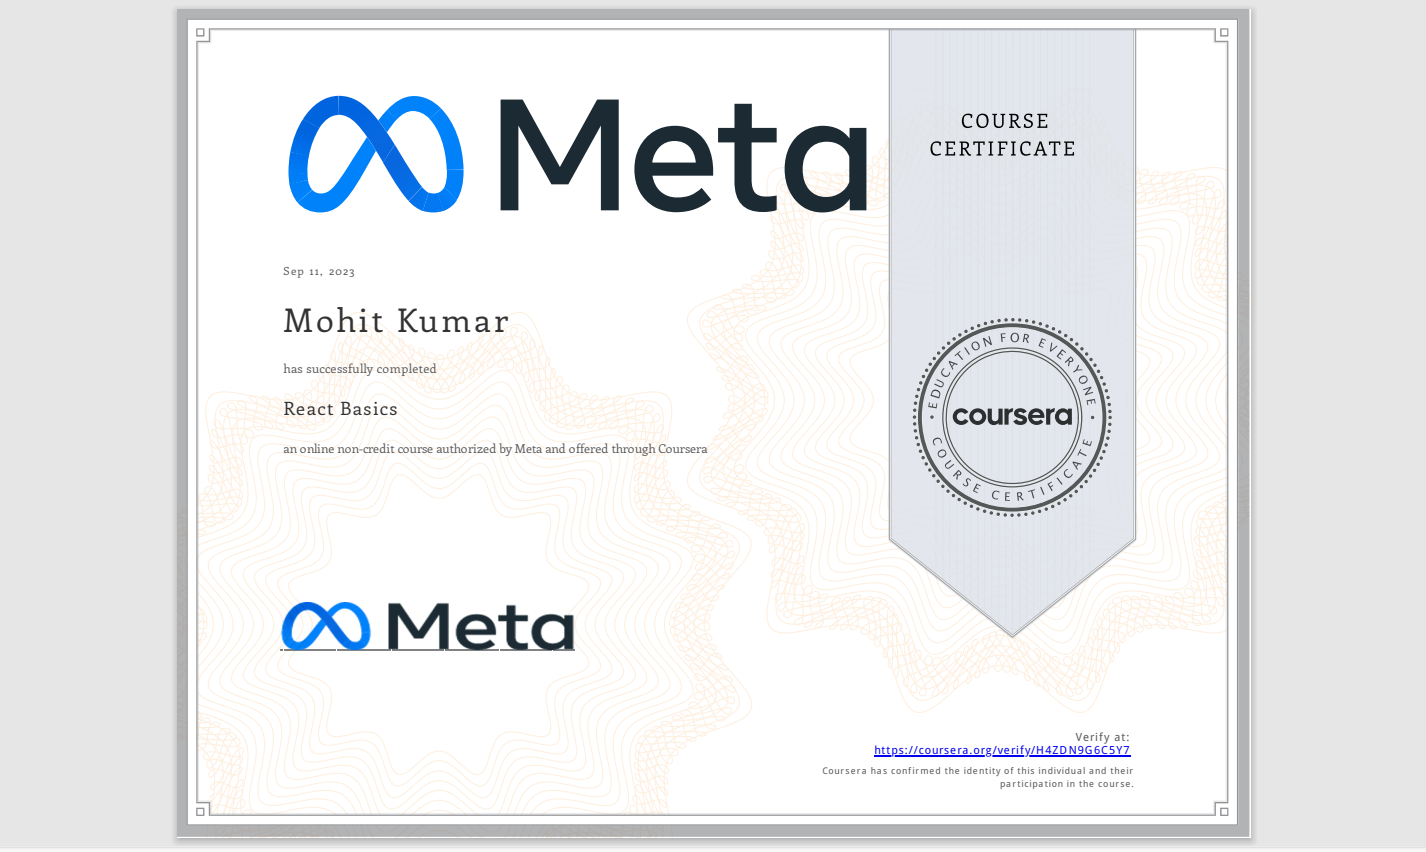 Meta
COURSE
CERTIFICATE
Sep 11, 2023
Mohit Kumar
has successfully completed
React Basics
an online non-credit course authorized by Meta and offered through Coursera
EDUCATION FOR EVERYONE
coursera
COURSE CERTIFICATE
Meta
Verify at:
https://coursera.org/verify/H4ZDN9G6C5Y7
Coursera has confirmed the identity of this individual and their
participation in the course.